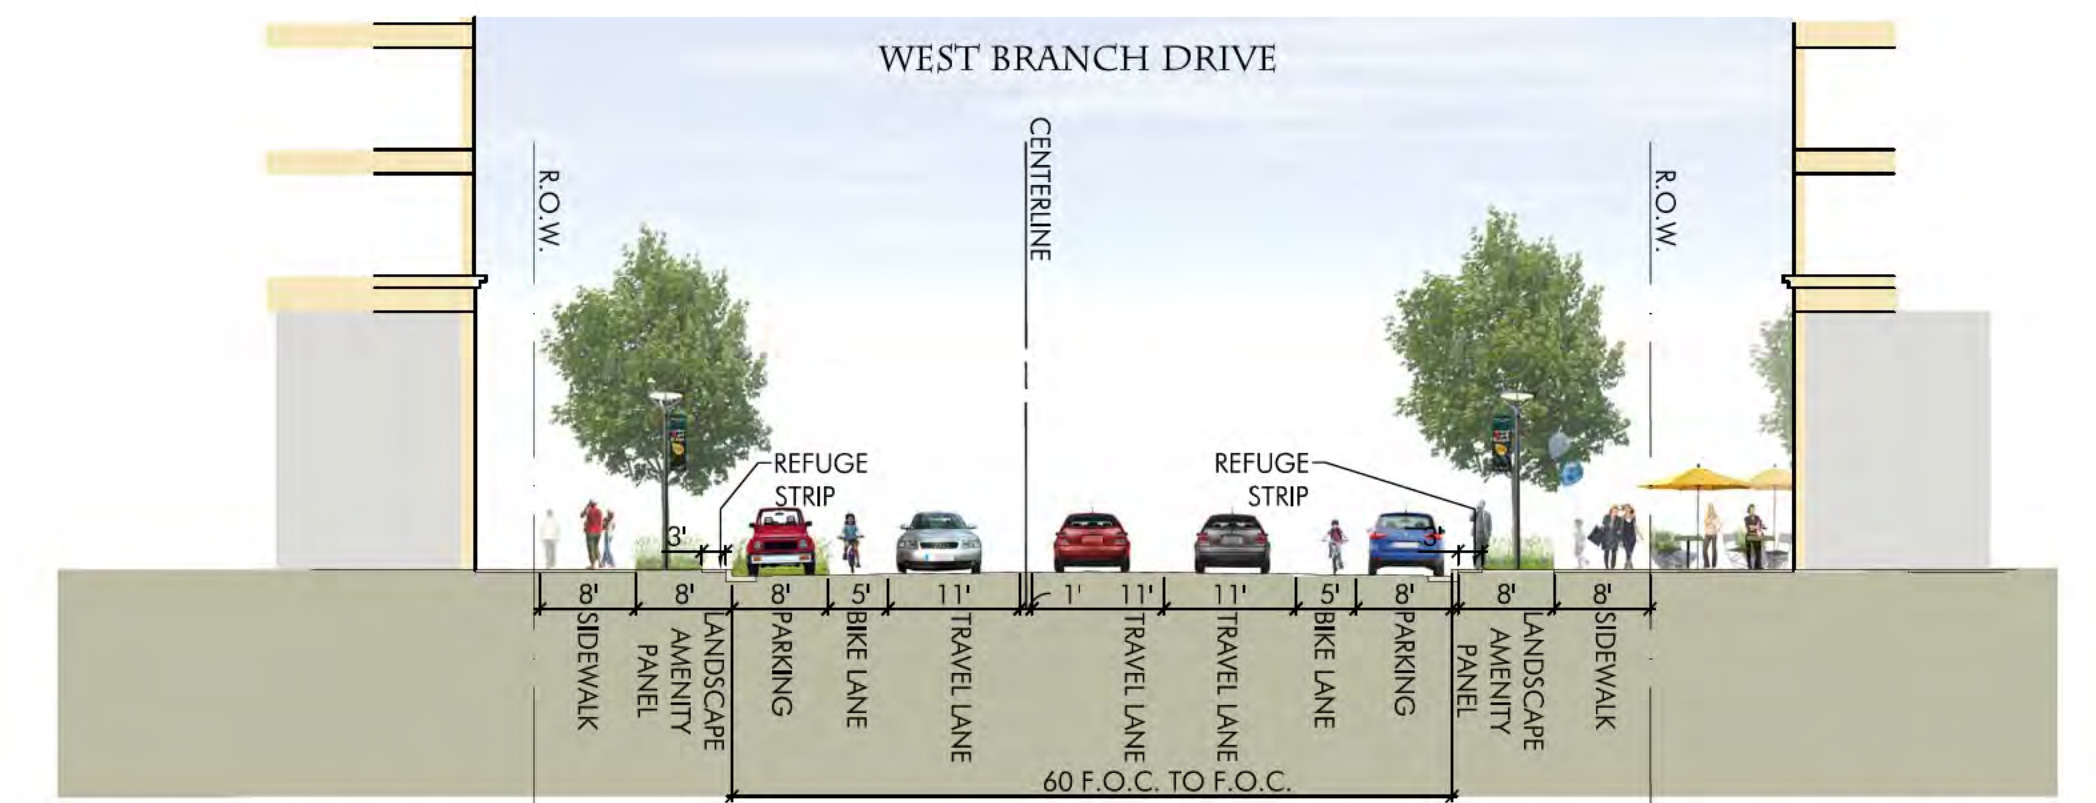 WEST BRANCH DRIVE
CENTERLINE
R.O.W.
R.O.W.
REFUGE
STRIP
REFUGE
STRIP
3'
3'
8' 8' 8' 5' 11' 1' 11' 11' 5' 8' 8' 8'
SIDEWALK
LANDSCAPE
AMENITY
PANEL
PARKING
BIKE LANE
TRAVEL LANE
TRAVEL LANE
TRAVEL LANE
BIKE LANE
PARKING
LANDSCAPE
AMENITY
PANEL
SIDEWALK
60 F.O.C. TO F.O.C.